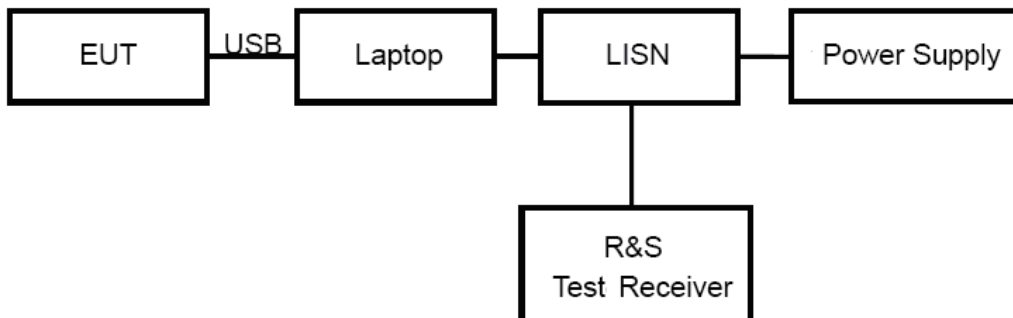 EUT
USB
Laptop
LISN
Power Supply
R&S
Test Receiver